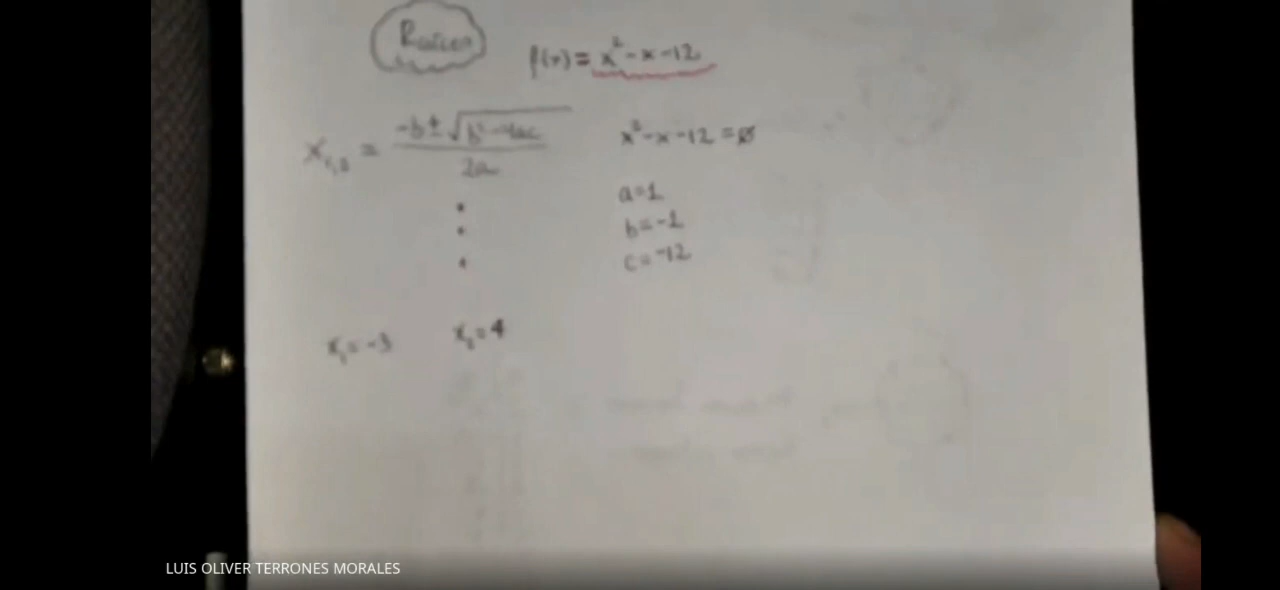 Raíces
f(x) = x² - x - 12
x₁,₂ = (-b ± √(b² - 4ac)) / 2a
x² - x - 12 = 0
a = 1
b = -1
c = -12
x₁ = -3 x₂ = 4
LUIS OLIVER TERRONES MORALES